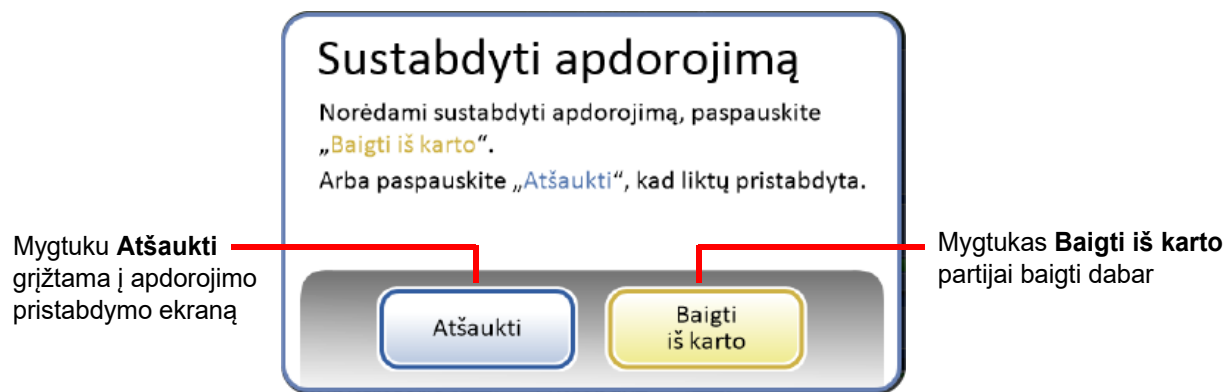 Sustabdyti apdorojimą
Norėdami sustabdyti apdorojimą, paspauskite
„Baigti iš karto“.
Arba paspauskite „Atšaukti“, kad liktų pristabdyta.
Mygtuku Atšaukti
grįžtama į apdorojimo
pristabdymo ekraną
Mygtukas Baigti iš karto
partijai baigti dabar
Atšaukti
Baigti
iš karto